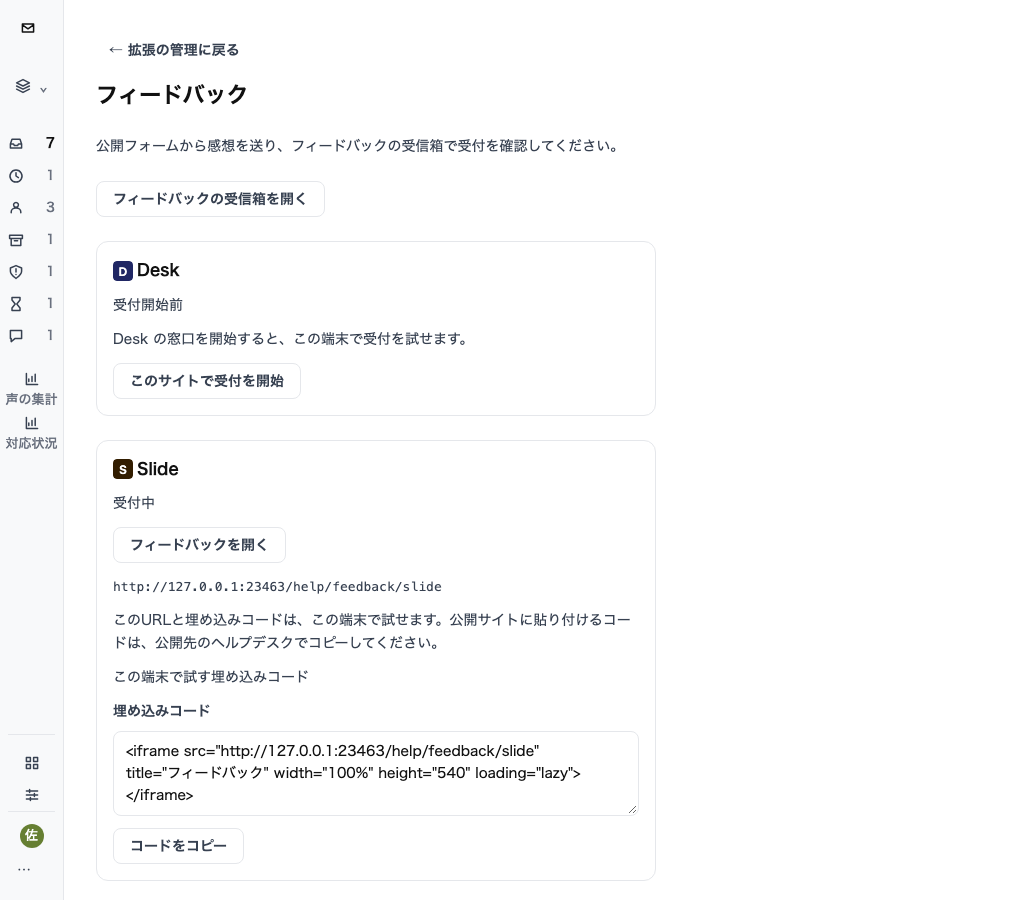 ← 拡張の管理に戻る
フィードバック
公開フォームから感想を送り、フィードバックの受信箱で受付を確認してください。
フィードバックの受信箱を開く
D Desk
受付開始前
Desk の窓口を開始すると、この端末で受付を試せます。
このサイトで受付を開始
S Slide
受付中
フィードバックを開く
http://127.0.0.1:23463/help/feedback/slide
このURLと埋め込みコードは、この端末で試せます。公開サイトに貼り付けるコー
ドは、公開先のヘルプデスクでコピーしてください。
この端末で試す埋め込みコード
埋め込みコード
<iframe src="http://127.0.0.1:23463/help/feedback/slide"
title="フィードバック" width="100%" height="540" loading="lazy">
</iframe>
コードをコピー
7
1
3
1
1
1
1
声の集計
対応状況
佐
…